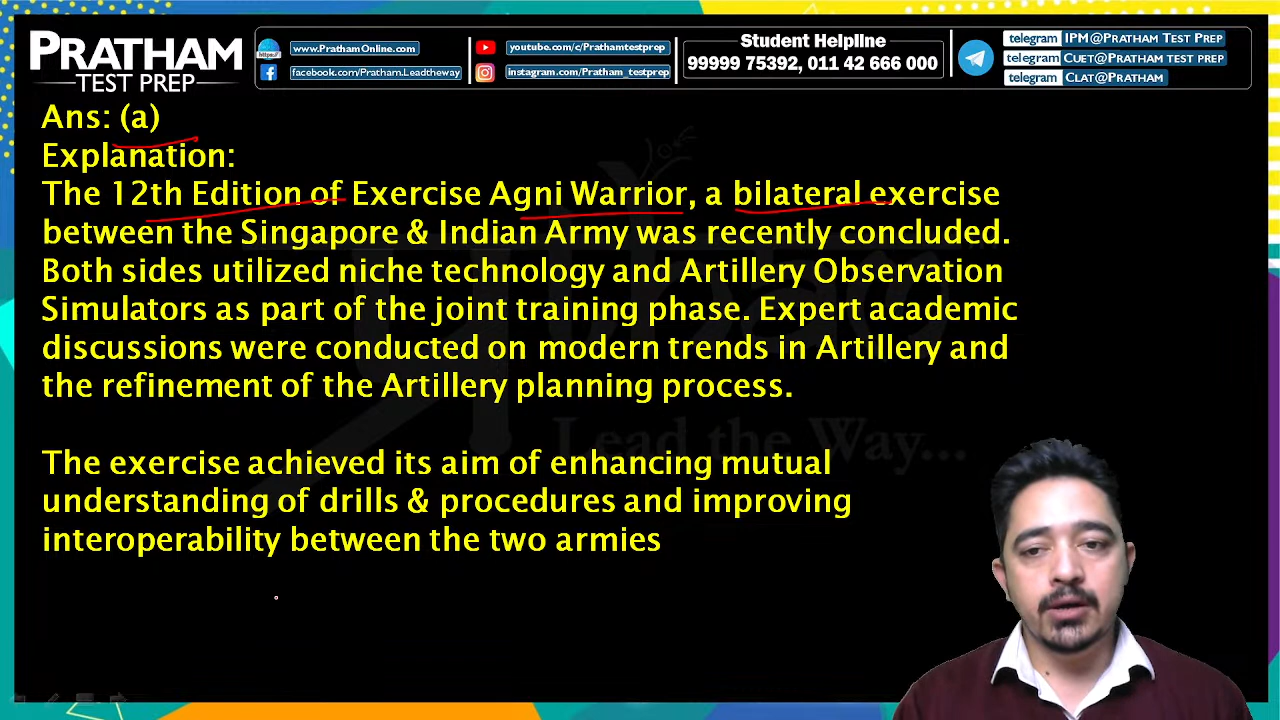 PRATHAM
TEST PREP
https://
www.PrathamOnline.com
facebook.com/Pratham.Leadtheway
youtube.com/c/Prathamtestprep
instagram.com/Pratham_testprep
Student Helpline
99999 75392, 011 42 666 000
telegram IPM@PRATHAM TEST PREP
telegram CUET@PRATHAM TEST PREP
telegram CLAT@PRATHAM
Ans: (a)
Explanation:
The 12th Edition of Exercise Agni Warrior, a bilateral exercise
between the Singapore & Indian Army was recently concluded.
Both sides utilized niche technology and Artillery Observation
Simulators as part of the joint training phase. Expert academic
discussions were conducted on modern trends in Artillery and
the refinement of the Artillery planning process.
Lead the Way...
The exercise achieved its aim of enhancing mutual
understanding of drills & procedures and improving
interoperability between the two armies